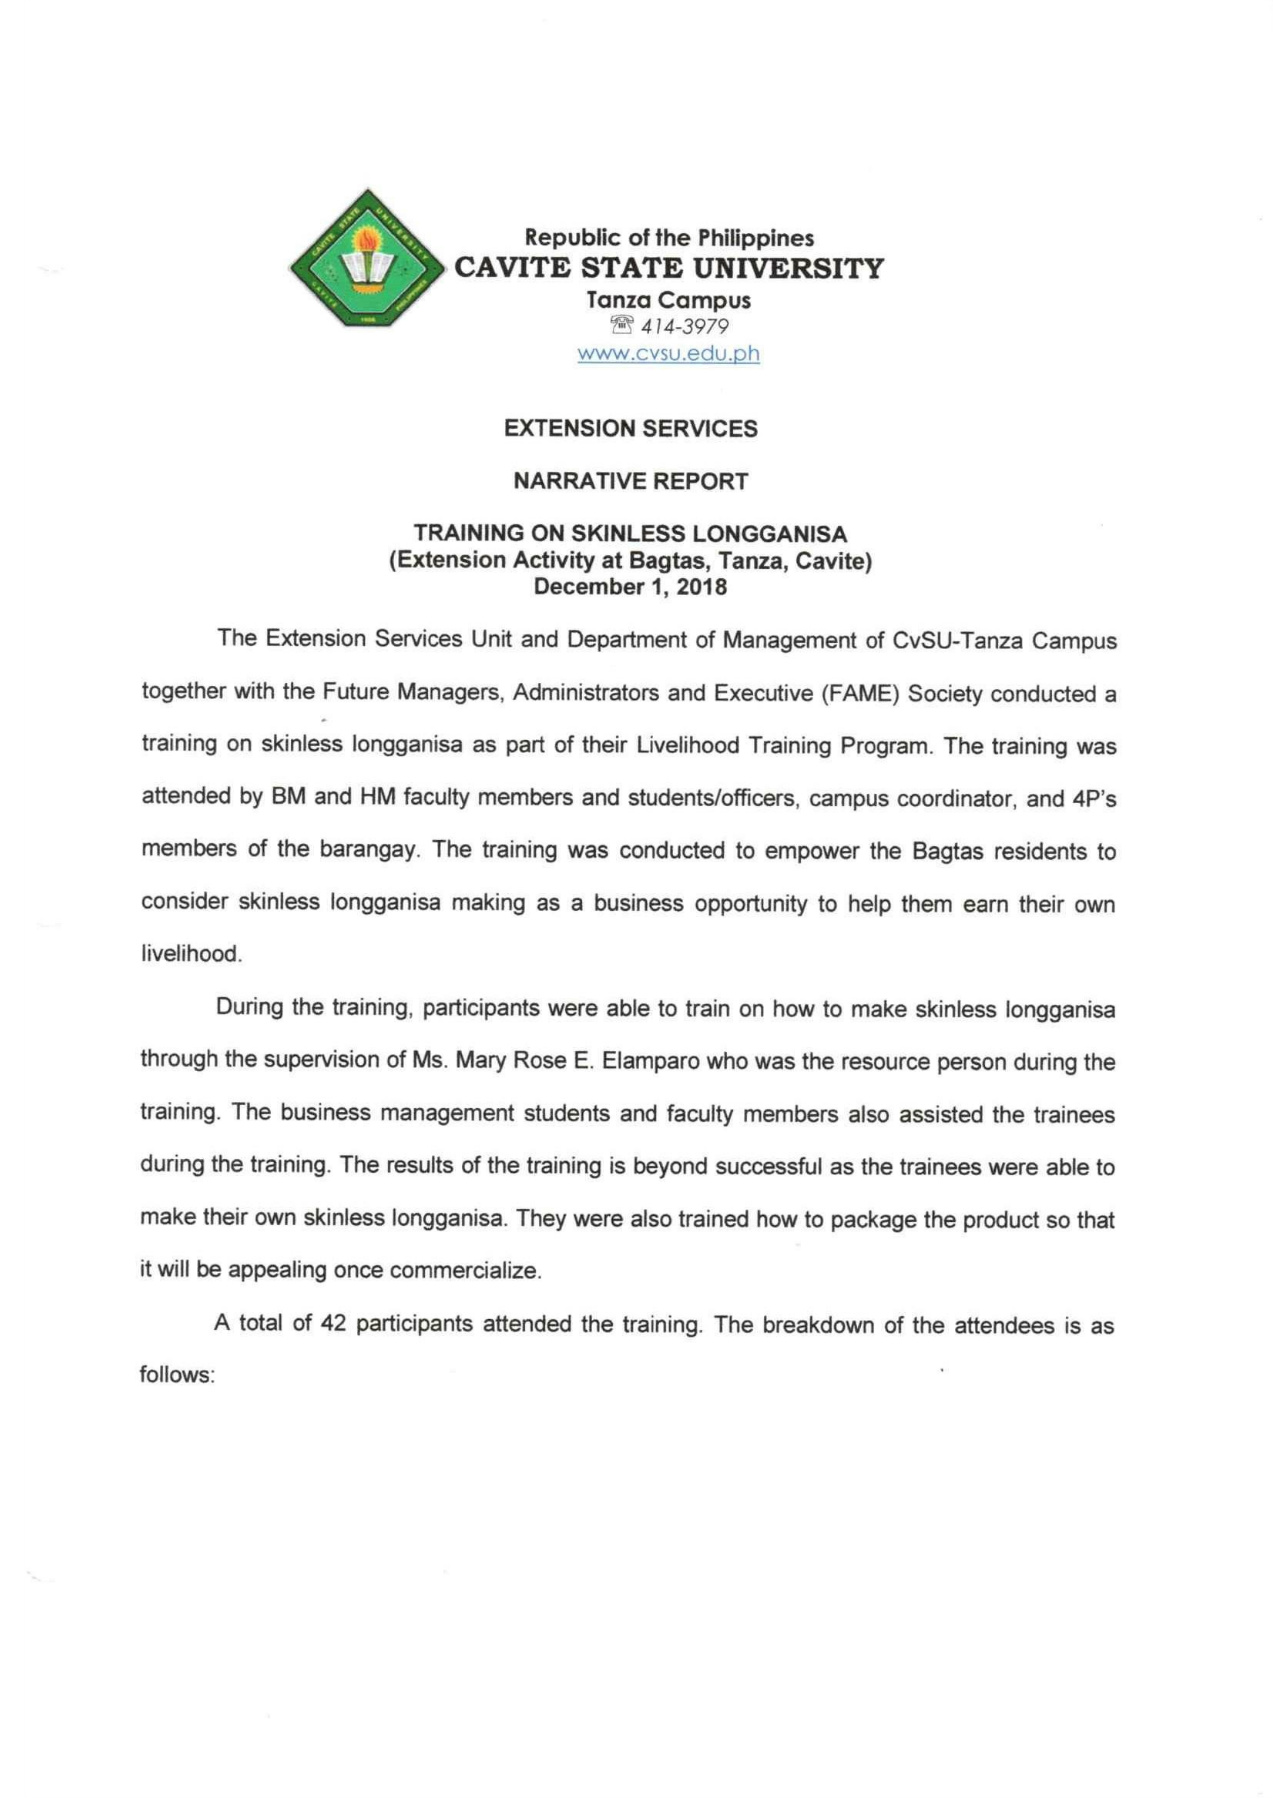 CAVITE STATE UNIVERSITY
CAVITE PHILIPPINES
1906
Republic of the Philippines
CAVITE STATE UNIVERSITY
Tanza Campus
☏ 414-3979
www.cvsu.edu.ph
EXTENSION SERVICES
NARRATIVE REPORT
TRAINING ON SKINLESS LONGGANISA
(Extension Activity at Bagtas, Tanza, Cavite)
December 1, 2018
The Extension Services Unit and Department of Management of CvSU-Tanza Campus
together with the Future Managers, Administrators and Executive (FAME) Society conducted a
training on skinless longganisa as part of their Livelihood Training Program. The training was
attended by BM and HM faculty members and students/officers, campus coordinator, and 4P's
members of the barangay. The training was conducted to empower the Bagtas residents to
consider skinless longganisa making as a business opportunity to help them earn their own
livelihood.
During the training, participants were able to train on how to make skinless longganisa
through the supervision of Ms. Mary Rose E. Elamparo who was the resource person during the
training. The business management students and faculty members also assisted the trainees
during the training. The results of the training is beyond successful as the trainees were able to
make their own skinless longganisa. They were also trained how to package the product so that
it will be appealing once commercialize.
A total of 42 participants attended the training. The breakdown of the attendees is as
follows: